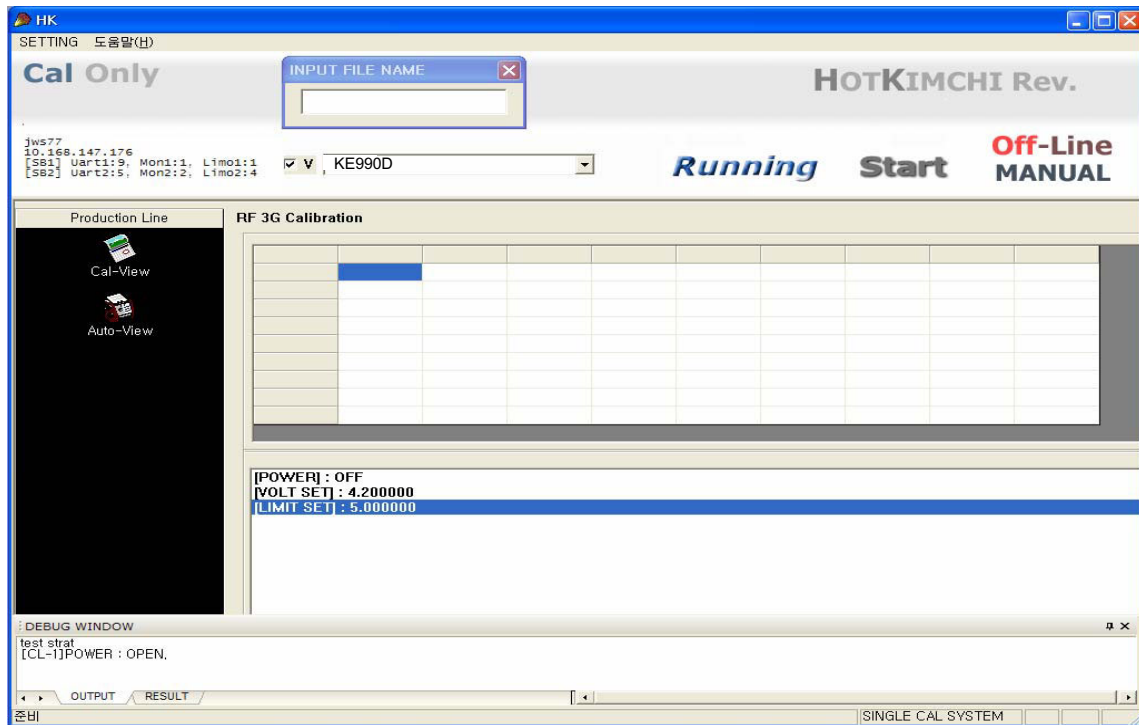 HK
SETTING 도움말(H)
Cal Only
INPUT FILE NAME
HOTKIMCHI Rev.
jws77
10.168.147.176
[SB1] Uart1:9, Mon1:1, Limo1:1
[SB2] Uart2:5, Mon2:2, Limo2:4
V , KE990D
Running
Start
Off-Line
MANUAL
Production Line
RF 3G Calibration
Cal-View
Auto-View
[POWER] : OFF
[VOLT SET] : 4.200000
[LIMIT SET] : 5.000000
DEBUG WINDOW
test strat
[CL-1]POWER : OPEN,
OUTPUT RESULT
준비
SINGLE CAL SYSTEM